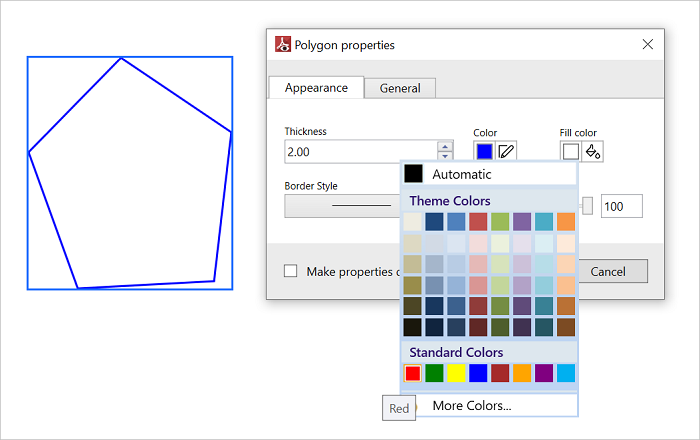 Polygon properties
Appearance
General
Thickness
Color
Fill color
2.00
Automatic
Border Style
Theme Colors
100
Make properties
Cancel
Standard Colors
More Colors...
Red